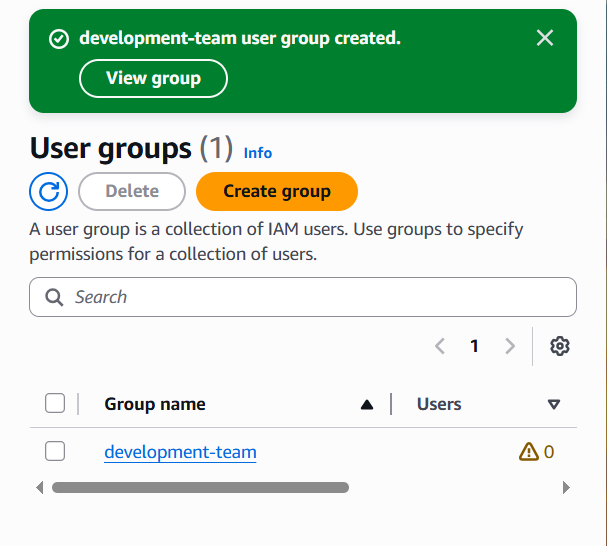 development-team user group created.
View group
User groups (1) Info
Delete
Create group
A user group is a collection of IAM users. Use groups to specify
permissions for a collection of users.
Search
1
Group name
Users
development-team
0